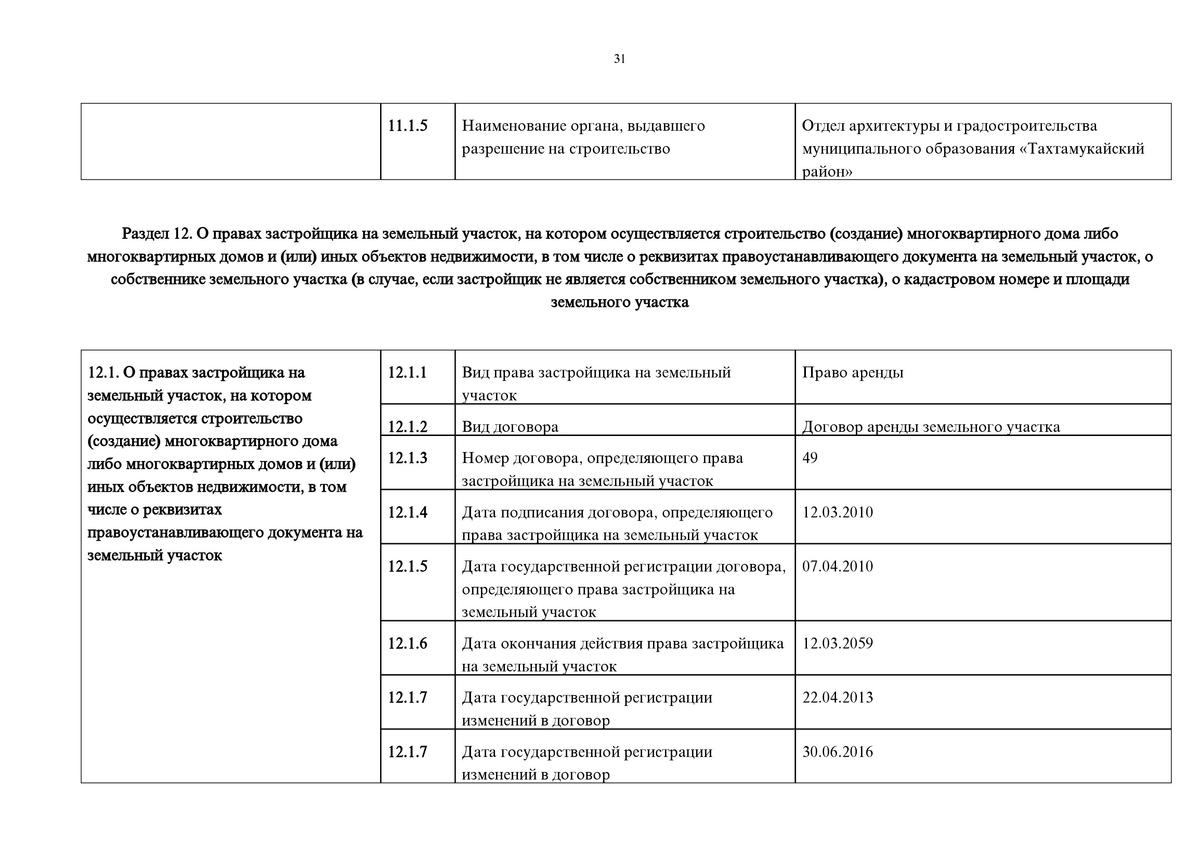 31
11.1.5
Наименование органа, выдавшего
разрешение на строительство
Отдел архитектуры и градостроительства
муниципального образования «Тахтамукайский
район»
Раздел 12. О правах застройщика на земельный участок, на котором осуществляется строительство (создание) многоквартирного дома либо
многоквартирных домов и (или) иных объектов недвижимости, в том числе о реквизитах правоустанавливающего документа на земельный участок, о
собственнике земельного участка (в случае, если застройщик не является собственником земельного участка), о кадастровом номере и площади
земельного участка
12.1. О правах застройщика на
земельный участок, на котором
осуществляется строительство
(создание) многоквартирного дома
либо многоквартирных домов и (или)
иных объектов недвижимости, в том
числе о реквизитах
правоустанавливающего документа на
земельный участок
12.1.1
Вид права застройщика на земельный
участок
Право аренды
12.1.2
Вид договора
Договор аренды земельного участка
12.1.3
Номер договора, определяющего права
застройщика на земельный участок
49
12.1.4
Дата подписания договора, определяющего
права застройщика на земельный участок
12.03.2010
12.1.5
Дата государственной регистрации договора,
определяющего права застройщика на
земельный участок
07.04.2010
12.1.6
Дата окончания действия права застройщика
на земельный участок
12.03.2059
12.1.7
Дата государственной регистрации
изменений в договор
22.04.2013
12.1.7
Дата государственной регистрации
изменений в договор
30.06.2016